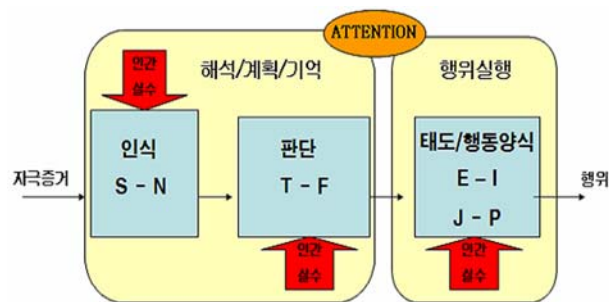 ATTENTION
해석/계획/기억
행위실행
인간
실수
인식
S - N
판단
T - F
태도/행동양식
E - I
J - P
자극증거
행위
인간
실수
인간
실수